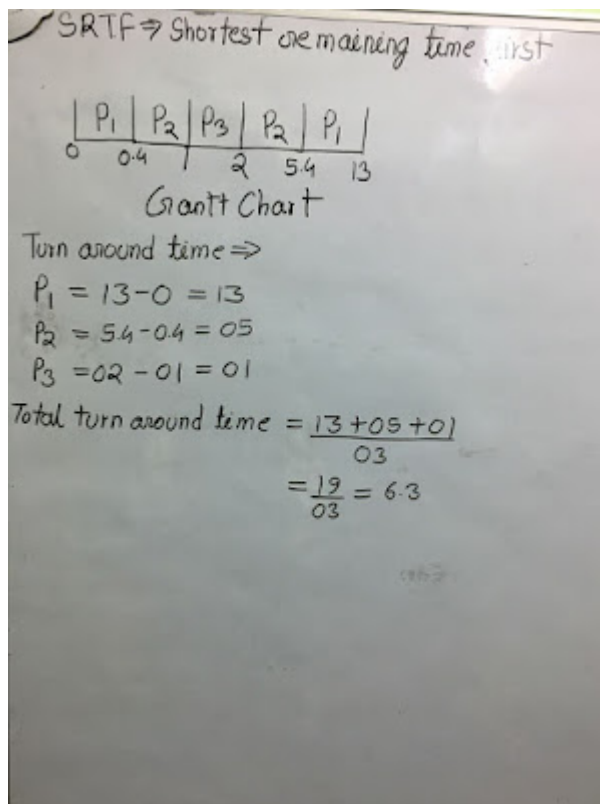 SRTF⇒ Shortest remaining time first
P1 P2 P3 P2 P1
0 0.4 1 2 5.4 13
Gantt Chart
Turn around time ⇒
P1 = 13-0 = 13
P2 = 5.4-0.4 = 05
P3 =02 - 01 = 01
Total turn around time = 13+05+01
03
= 19/03 = 6.3